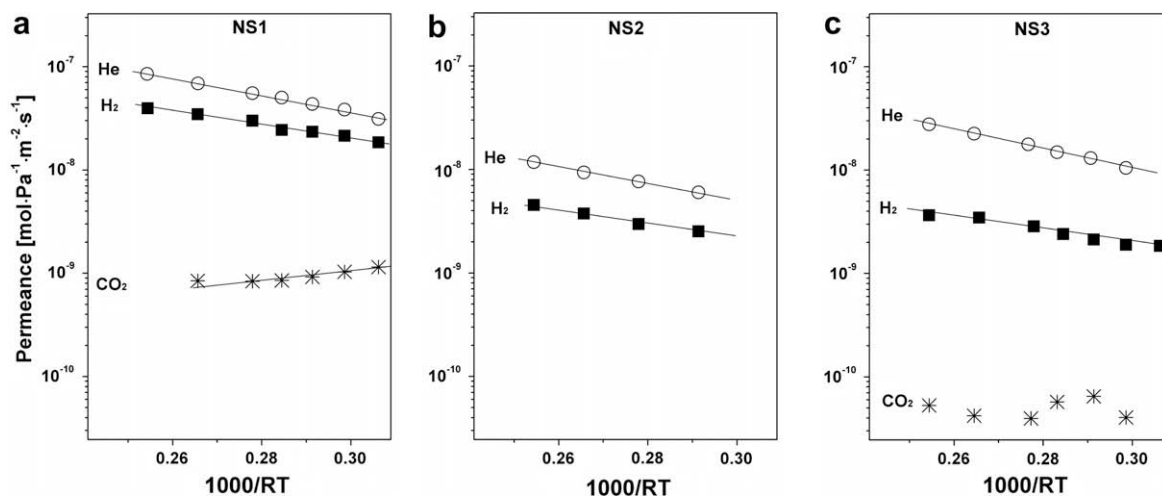 a
NS1
He
H₂
CO₂
10⁻⁷
10⁻⁸
10⁻⁹
10⁻¹⁰
Permeance [mol·Pa⁻¹·m⁻²·s⁻¹]
0.26
0.28
0.30
1000/RT
b
NS2
He
H₂
10⁻⁷
10⁻⁸
10⁻⁹
10⁻¹⁰
0.26
0.28
0.30
1000/RT
c
NS3
He
H₂
CO₂
10⁻⁷
10⁻⁸
10⁻⁹
10⁻¹⁰
0.26
0.28
0.30
1000/RT